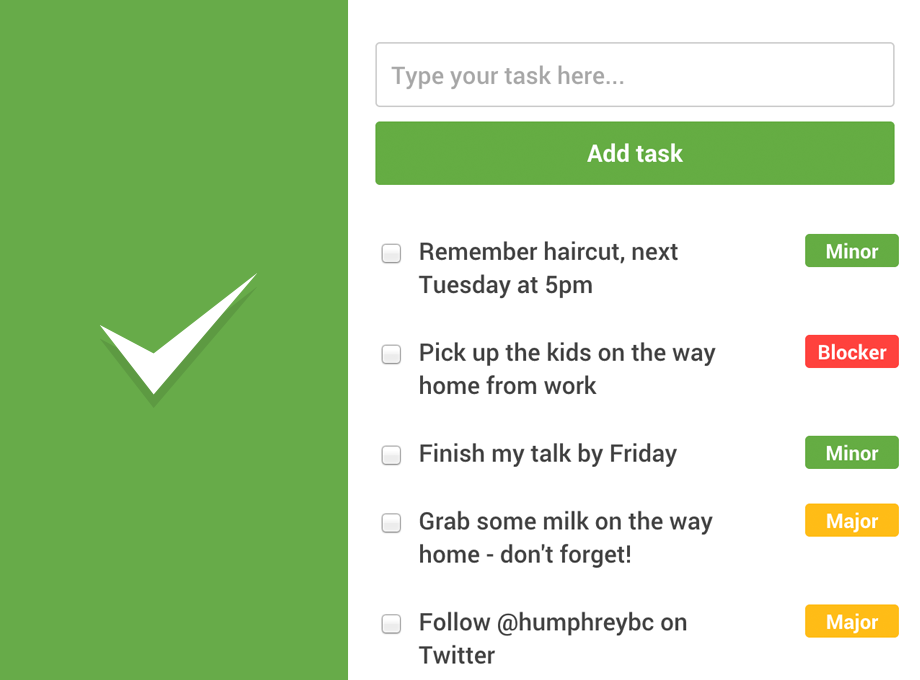 Type your task here...
Add task
Remember haircut, next
Tuesday at 5pm
Minor
Pick up the kids on the way
home from work
Blocker
Finish my talk by Friday
Minor
Grab some milk on the way
home - don't forget!
Major
Follow @humphreybc on
Twitter
Major